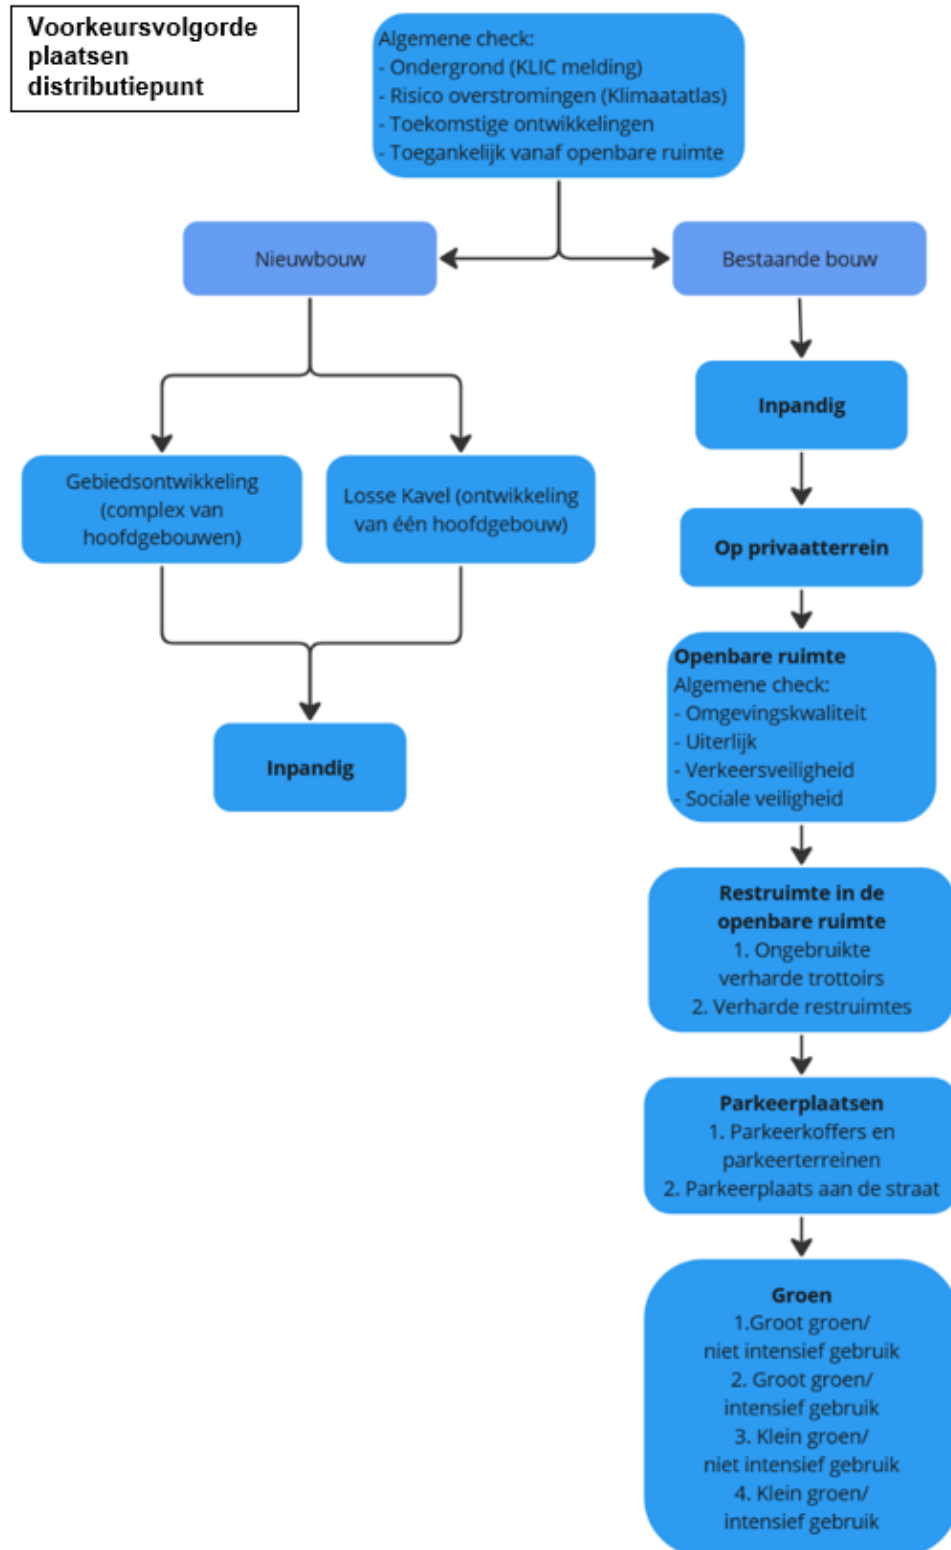 Voorkeursvolgorde
plaatsen
distributiepunt
Algemene check:
- Ondergrond (KLIC melding)
- Risico overstromingen (Klimaatatlas)
- Toekomstige ontwikkelingen
- Toegankelijk vanaf openbare ruimte
Nieuwbouw
Bestaande bouw
Inpandig
Gebiedsontwikkeling
(complex van
hoofdgebouwen)
Losse Kavel (ontwikkeling
van één hoofdgebouw)
Op privaatterrein
Openbare ruimte
Algemene check:
- Omgevingskwaliteit
- Uiterlijk
- Verkeersveiligheid
- Sociale veiligheid
Inpandig
Restruimte in de
openbare ruimte
1. Ongebruikte
verharde trottoirs
2. Verharde restruimtes
Parkeerplaatsen
1. Parkeerkoffers en
parkeerterreinen
2. Parkeerplaats aan de straat
Groen
1.Groot groen/
niet intensief gebruik
2. Groot groen/
intensief gebruik
3. Klein groen/
niet intensief gebruik
4. Klein groen/
intensief gebruik